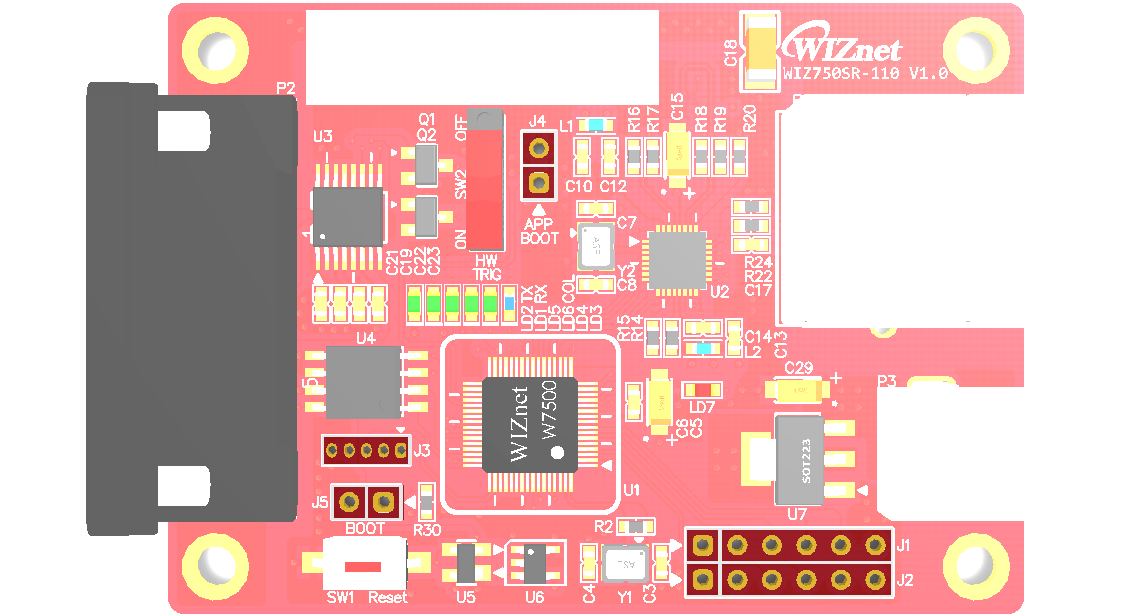 WIZnet
WIZ750SR-110 V1.0
C18
P2
U3
Q1
Q2
OFF
SW2
ON
HW
TRIG
J4
APP
BOOT
L1
C10
C12
R16
R17
C15
R18
R19
R20
C7
Y2
C8
U2
R24
R22
C17
C21
C19
C22
C23
LD2 TX
LD1 RX
LD5
LD6 COL
LD4
LD3
R15
R14
C14
L2
C13
U4
WIZnet
W7500
U1
C6
C5
LD7
C29
P3
SOT223
U7
J3
J5
BOOT
R30
SW1
Reset
U5
U6
R2
C4
Y1
C3
J1
J2